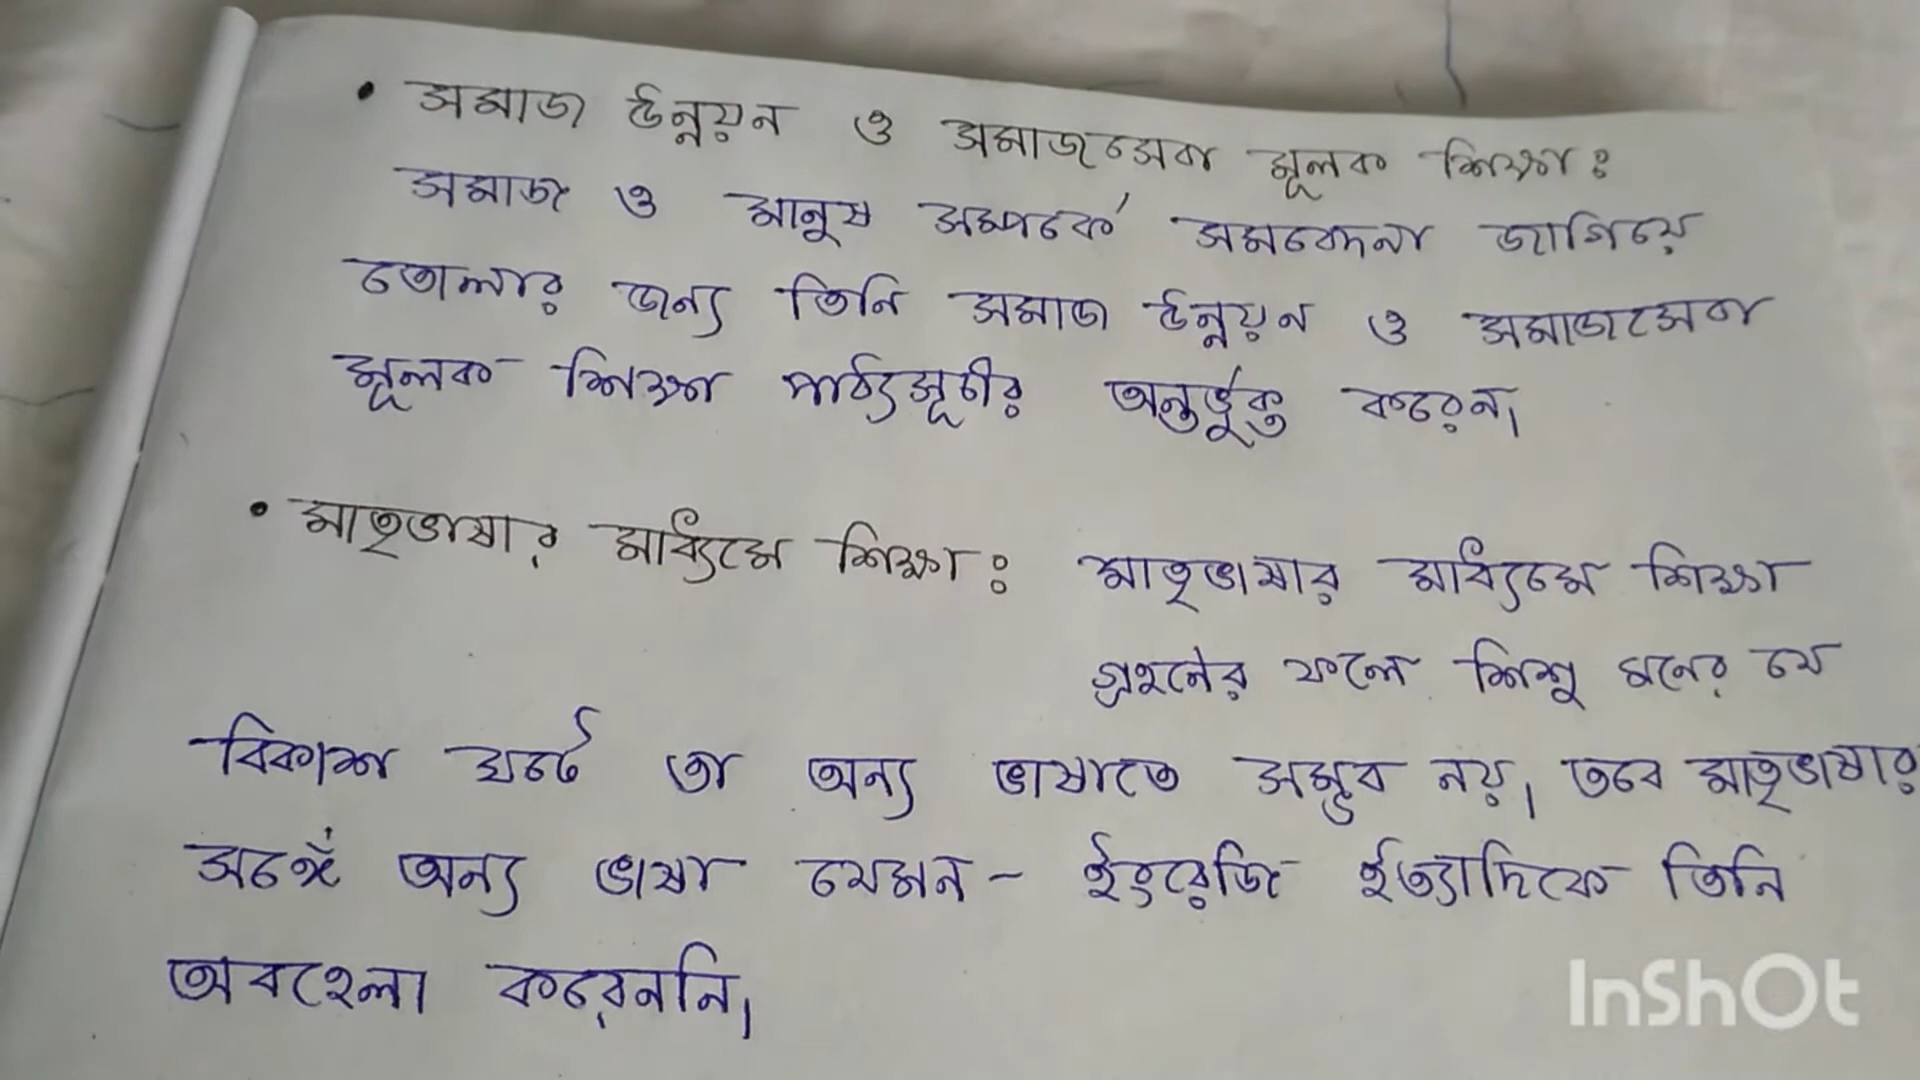 • সমাজ উন্নয়ন ও সমাজসেবা মূলক শিক্ষাঃ
সমাজ ও মানুষ সম্পর্কে সমবেদনা জাগিয়ে
তোলার জন্য তিনি সমাজ উন্নয়ন ও সমাজসেবা
মূলক শিক্ষা পাঠ্যসূচীর অন্তর্ভুক্ত করেন।
• মাতৃভাষার মাধ্যমে শিক্ষাঃ মাতৃভাষার মাধ্যমে শিক্ষা
গ্রহনের ফলে শিশু মনের যে
বিকাশ ঘটে তা অন্য ভাষাতে সম্ভব নয়। তবে মাতৃভাষার
সঙ্গে অন্য ভাষা যেমন - ইংরেজি ইত্যাদিকে তিনি
অবহেলা করেননি।
InShOt